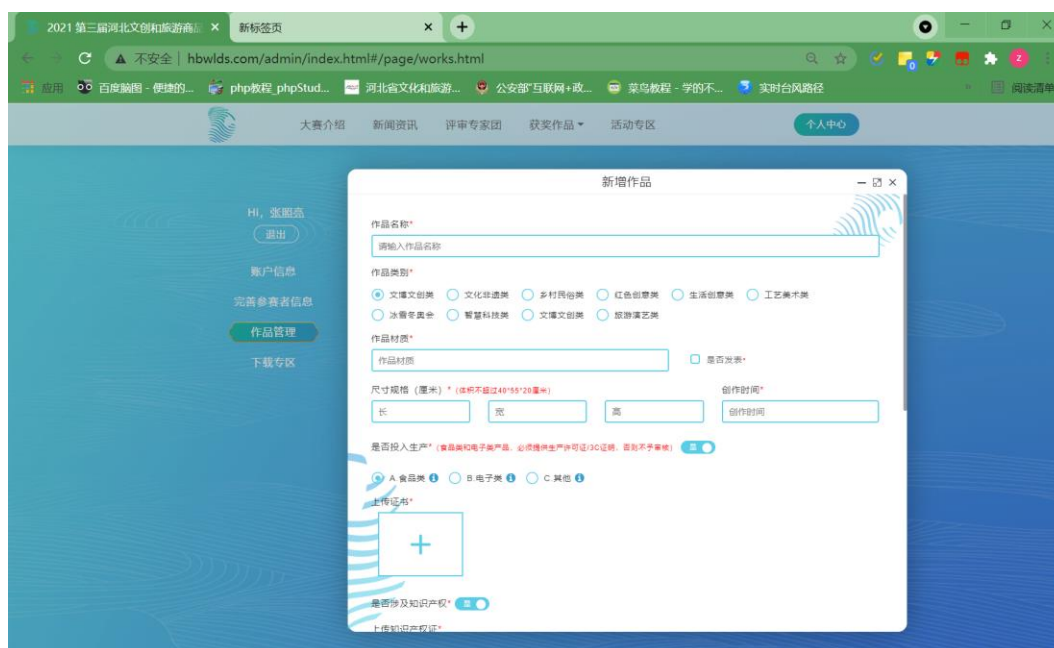 2021 第三届河北文创和旅游商品
新标签页
不安全 | hbwlds.com/admin/index.html#/page/works.html
应用
百度脑图 - 便捷的...
php教程_phpStud...
河北省文化和旅游...
公安部"互联网+政...
菜鸟教程 - 学的不...
实时台风路径
阅读清单
大赛介绍 新闻资讯 评审专家团 获奖作品 活动专区 个人中心
HI, 张熙亮
退出
账户信息
完善参赛者信息
作品管理
下载专区
新增作品
作品名称*
请输入作品名称
作品类别*
文博文创类 文化非遗类 乡村民俗类 红色创意类 生活创意类 工艺美术类
冰雪冬奥会 智慧科技类 文博文创类 旅游演艺类
作品材质*
作品材质 是否发表*
尺寸规格(厘米)*(体积不超过40*55*20厘米) 创作时间*
长 宽 高 创作时间
是否投入生产*(食品类和电子类产品,必须提供生产许可证/3C证明,否则不予审核) 是
A.食品类 B.电子类 C.其他
上传证书*
是否涉及知识产权* 是
上传知识产权证*